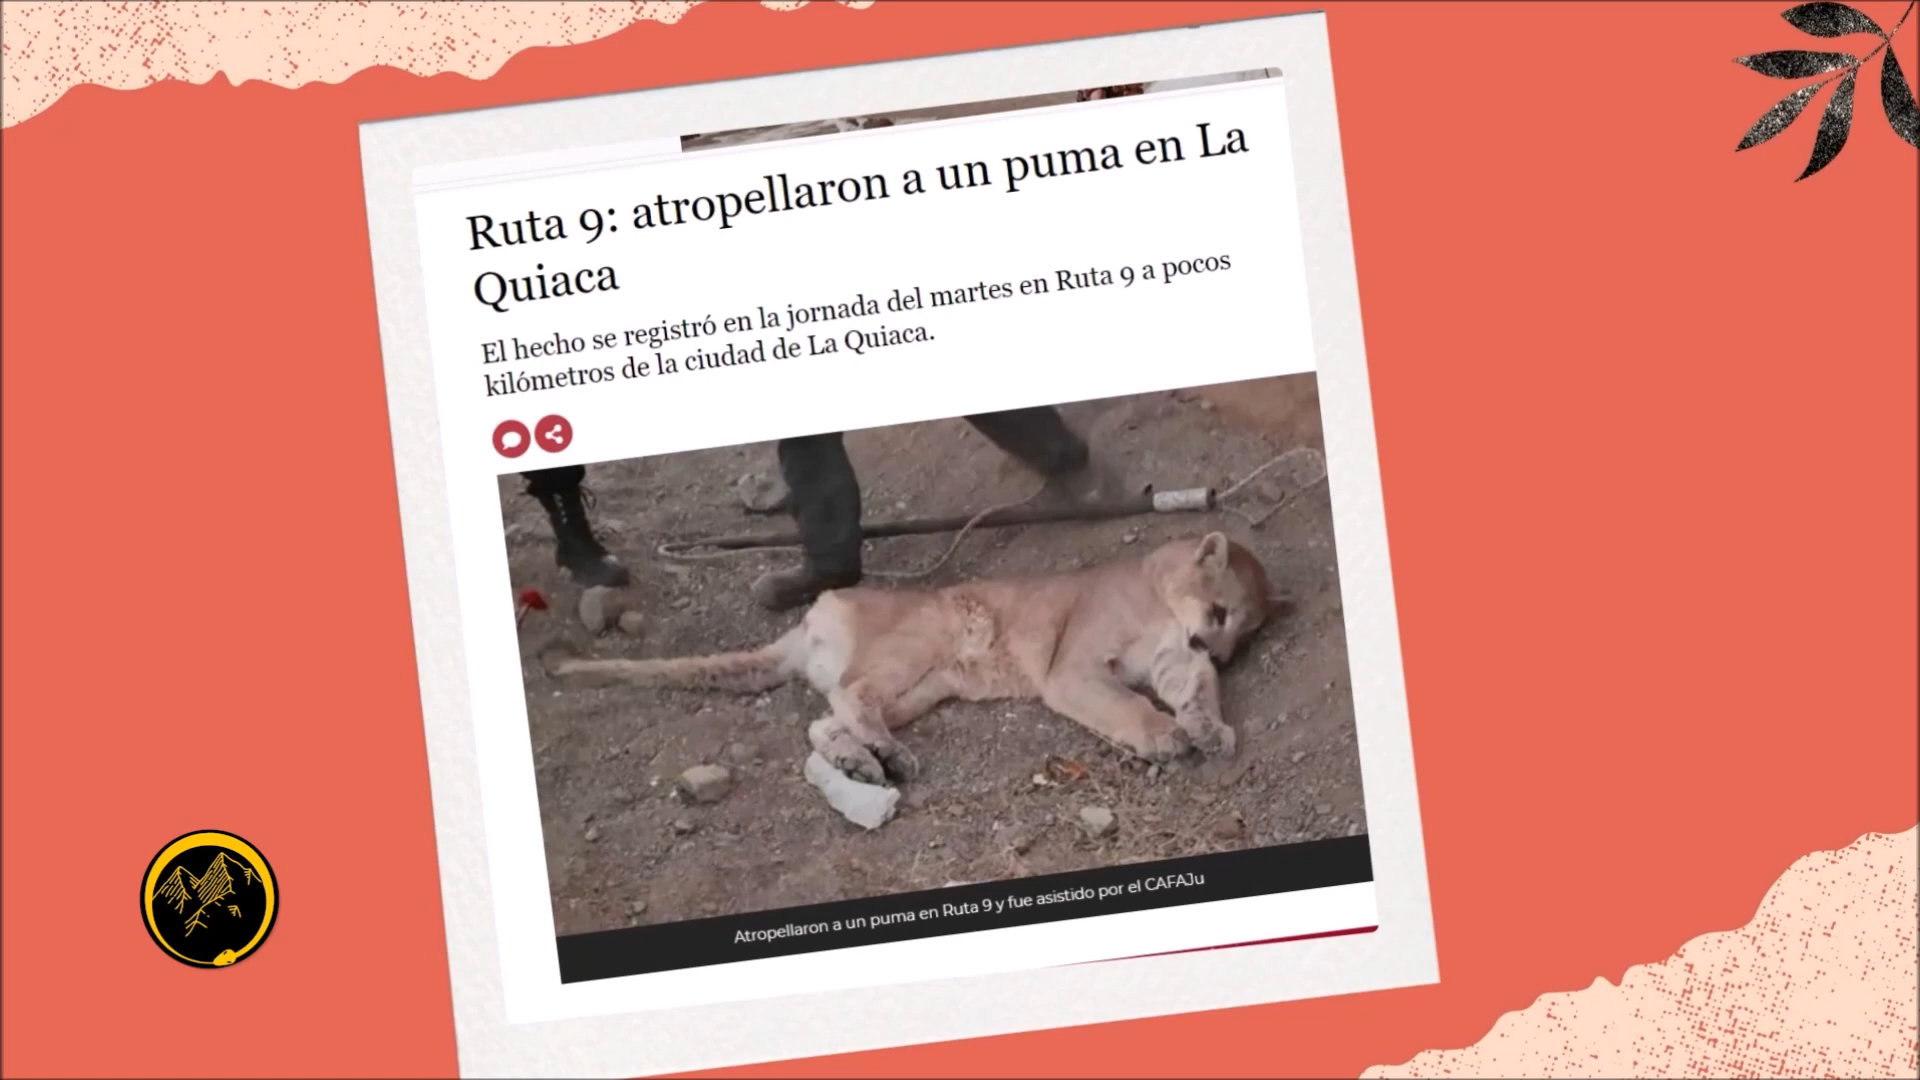 Ruta 9: atropellaron a un puma en La
Quiaca
El hecho se registró en la jornada del martes en Ruta 9 a pocos
kilómetros de la ciudad de La Quiaca.
Atropellaron a un puma en Ruta 9 y fue asistido por el CAFAJu